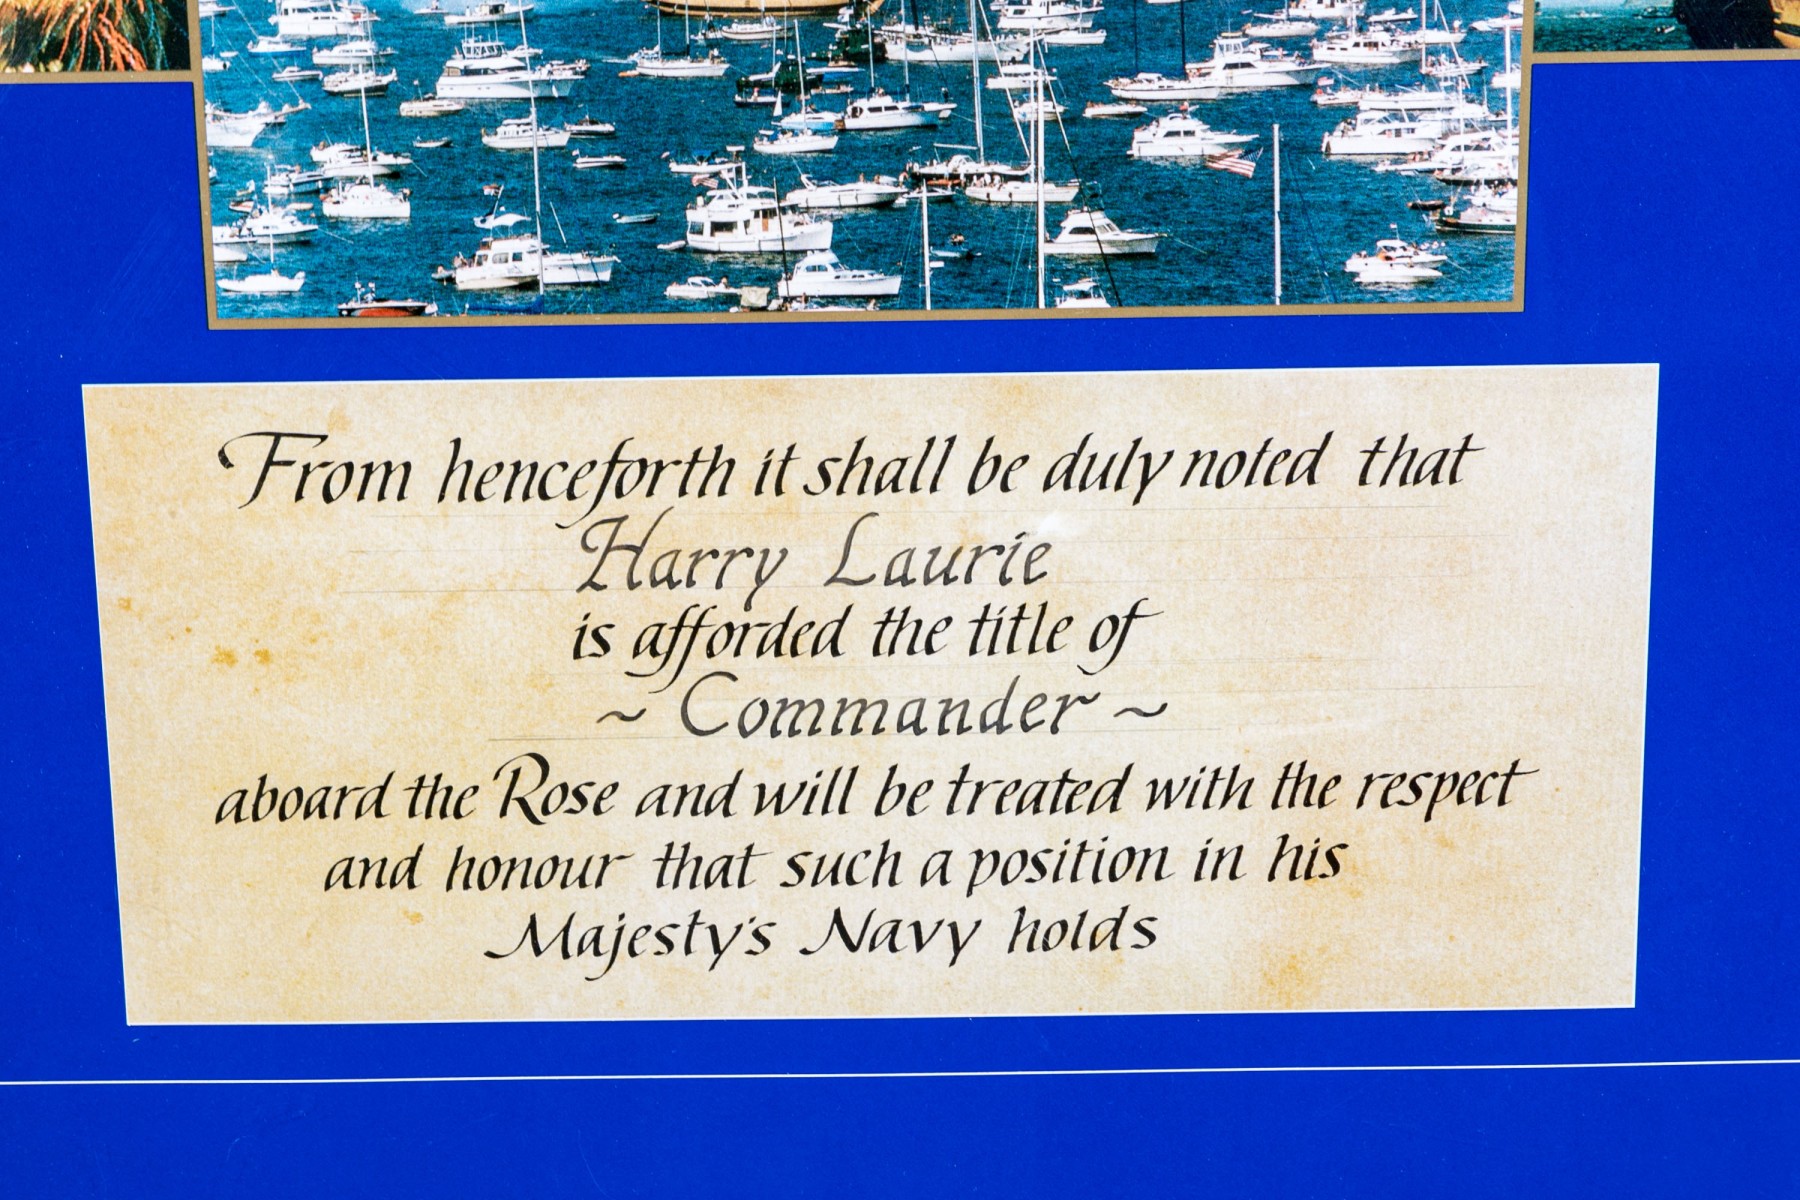 From henceforth it shall be duly noted that
Harry Laurie
is afforded the title of
~ Commander ~
aboard the Rose and will be treated with the respect
and honour that such a position in his
Majesty's Navy holds